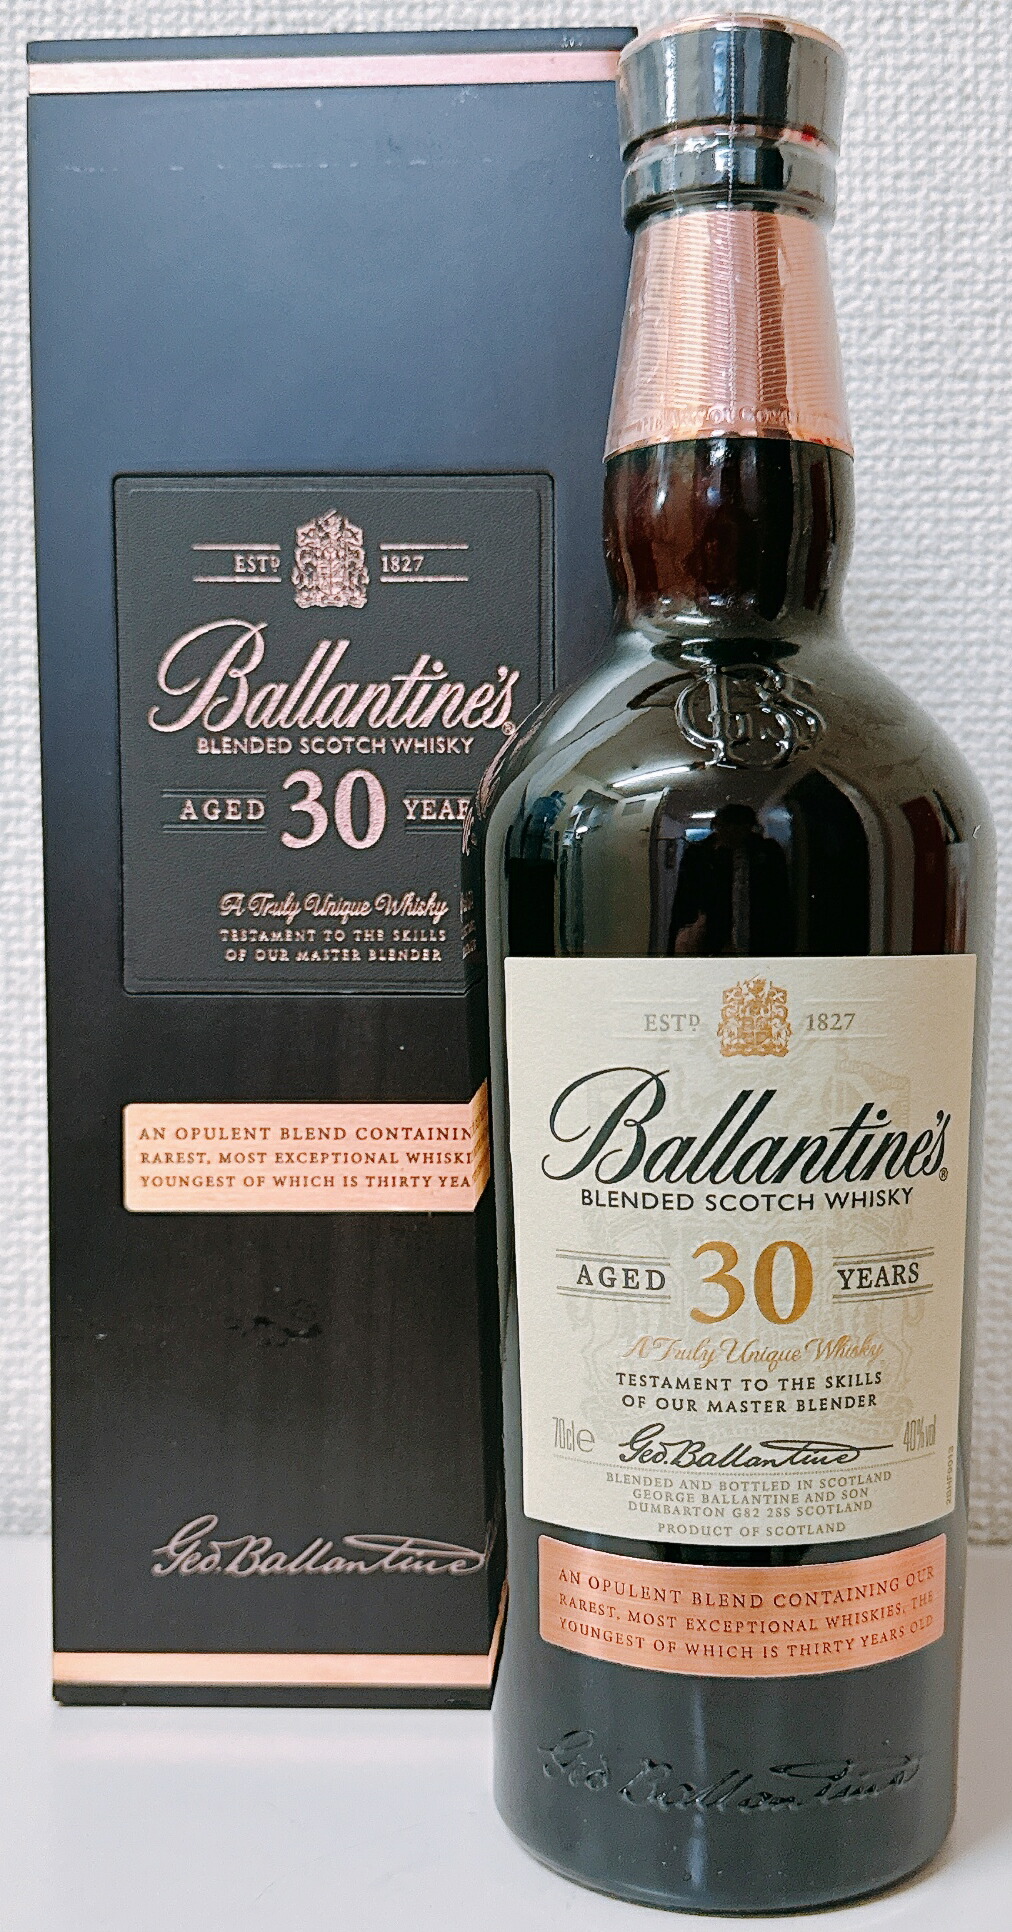 ESTD 1827
Ballantine's®
BLENDED SCOTCH WHISKY
AGED 30 YEAR
A Truly Unique Whisky
TESTAMENT TO THE SKILLS
OF OUR MASTER BLENDER
AN OPULENT BLEND CONTAININ
RAREST, MOST EXCEPTIONAL WHISKI
YOUNGEST OF WHICH IS THIRTY YEA
Geo. Ballantine
GBS
ESTD 1827
Ballantine's®
BLENDED SCOTCH WHISKY
AGED 30 YEARS
A Truly Unique Whisky
TESTAMENT TO THE SKILLS
OF OUR MASTER BLENDER
70cl e Geo. Ballantine 40%vol
BLENDED AND BOTTLED IN SCOTLAND
GEORGE BALLANTINE AND SON
DUMBARTON G82 2SS SCOTLAND
PRODUCT OF SCOTLAND
AN OPULENT BLEND CONTAINING OUR
RAREST, MOST EXCEPTIONAL WHISKIES, THE
YOUNGEST OF WHICH IS THIRTY YEARS OLD
Geo Ballantine